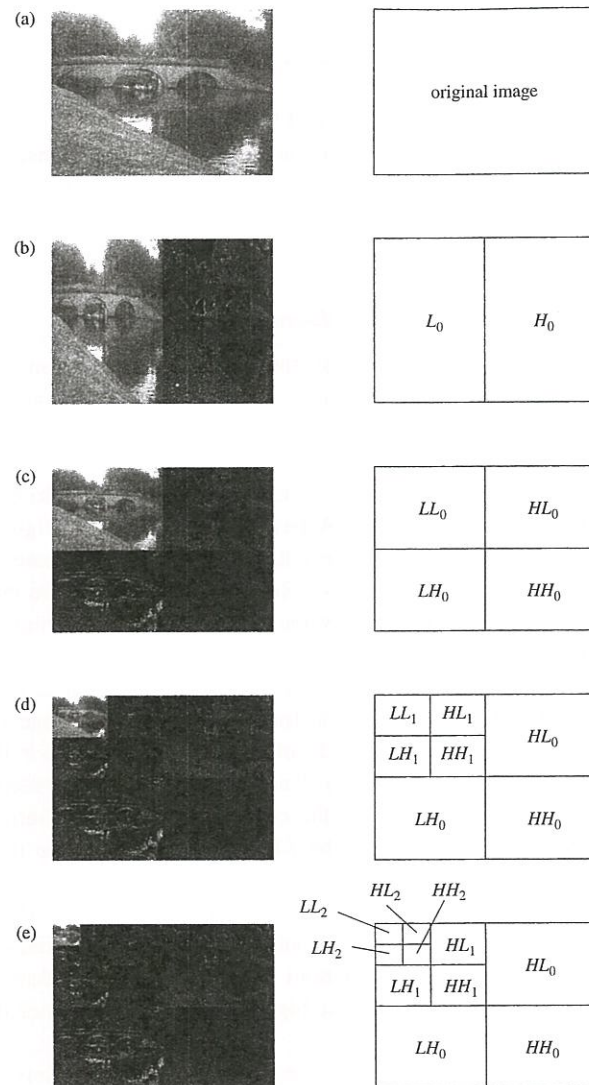 (a)
original image
(b)
L₀ H₀
(c)
LL₀ HL₀
LH₀ HH₀
(d)
LL₁ HL₁
HL₀
LH₁ HH₁
LH₀ HH₀
HL₂ HH₂
LL₂
(e)
LH₂ HL₁
HL₀
LH₁ HH₁
LH₀ HH₀